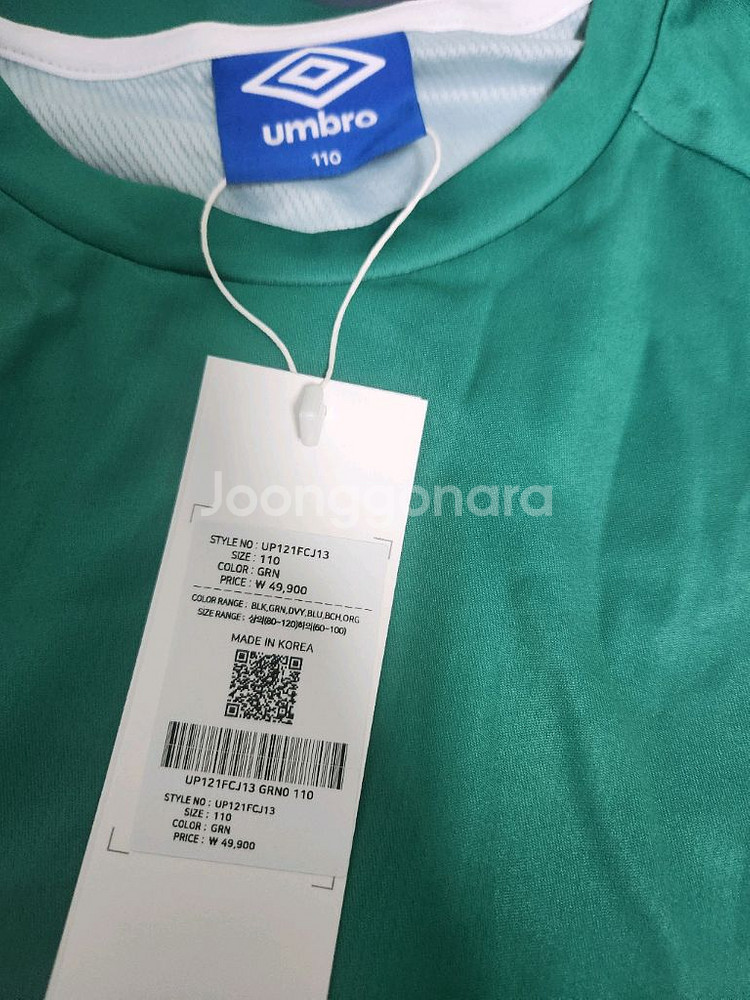 umbro
110
Joonggonara
STYLE NO : UP121FCJ13
SIZE : 110
COLOR : GRN
PRICE : ₩ 49,900
COLOR RANGE : BLK,GRN,DVY,BLU,BCH,ORG
SIZE RANGE : 상의(80~120)하의(60~100)
MADE IN KOREA
UP121FCJ13 GRN0 110
STYLE NO : UP121FCJ13
SIZE : 110
COLOR : GRN
PRICE : ₩ 49,900